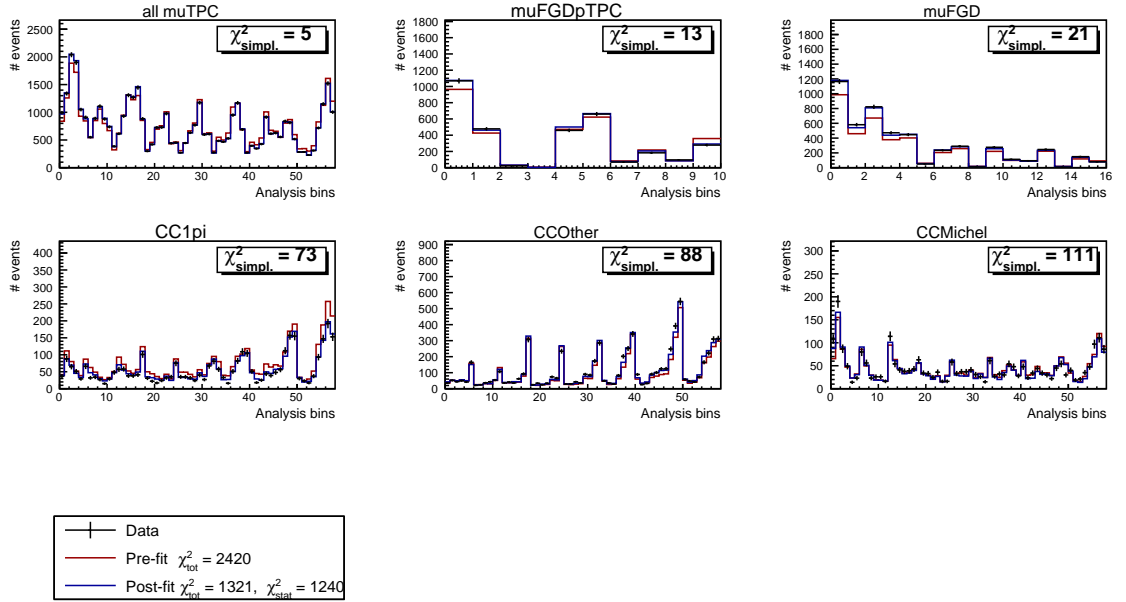 all muTPC
# events
2500
2000
1500
1000
500
0
χ²simpl. = 5
0 10 20 30 40 50
Analysis bins
muFGDpTPC
# events
1800
1600
1400
1200
1000
800
600
400
200
0
χ²simpl. = 13
0 1 2 3 4 5 6 7 8 9 10
Analysis bins
muFGD
# events
1800
1600
1400
1200
1000
800
600
400
200
0
χ²simpl. = 21
0 2 4 6 8 10 12 14 16
Analysis bins
CC1pi
# events
400
350
300
250
200
150
100
50
0
χ²simpl. = 73
0 10 20 30 40 50
Analysis bins
CCOther
# events
900
800
700
600
500
400
300
200
100
0
χ²simpl. = 88
0 10 20 30 40 50
Analysis bins
CCMichel
# events
300
250
200
150
100
50
0
χ²simpl. = 111
0 10 20 30 40 50
Analysis bins
Data
Pre-fit χ²tot = 2420
Post-fit χ²tot = 1321, χ²stat = 1240